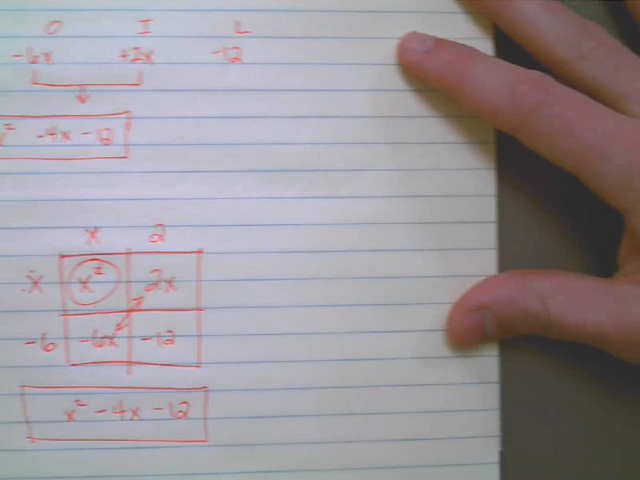 O I L
-6x +2x -12
x² -4x -12
x 2
x x² 2x
-6 -6x -12
x² -4x -12